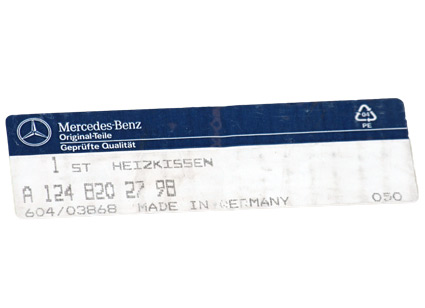 Mercedes-Benz
Original-Teile
Geprüfte Qualität
04
PE
1 ST HEIZKISSEN
A 124 820 27 98
604/03868 MADE IN GERMANY 050